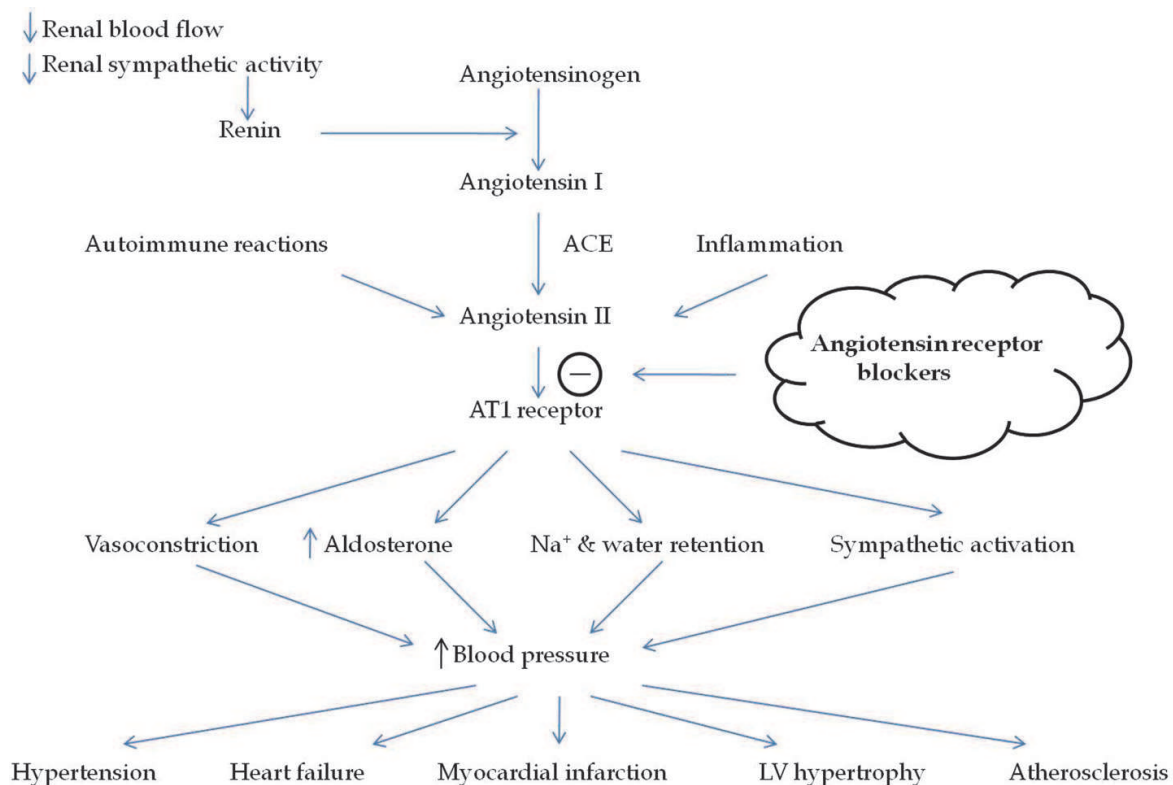 ↓ Renal blood flow
↓ Renal sympathetic activity
Angiotensinogen
Renin
Angiotensin I
Autoimmune reactions
ACE
Inflammation
Angiotensin II
Angiotensin receptor
blockers
−
AT1 receptor
Vasoconstriction
↑ Aldosterone
Na⁺ & water retention
Sympathetic activation
↑ Blood pressure
Hypertension
Heart failure
Myocardial infarction
LV hypertrophy
Atherosclerosis